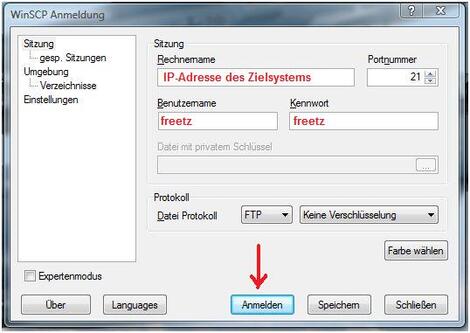 WinSCP Anmeldung
Sitzung
gesp. Sitzungen
Umgebung
Verzeichnisse
Einstellungen
Sitzung
Rechnername
Portnummer
IP-Adresse des Zielsystems
21
Benutzername
Kennwort
freetz
freetz
Datei mit privatem Schlüssel
...
Protokoll
Datei Protokoll
FTP
Keine Verschlüsselung
Farbe wählen
Expertenmodus
Über
Languages
Anmelden
Speichern
Schließen